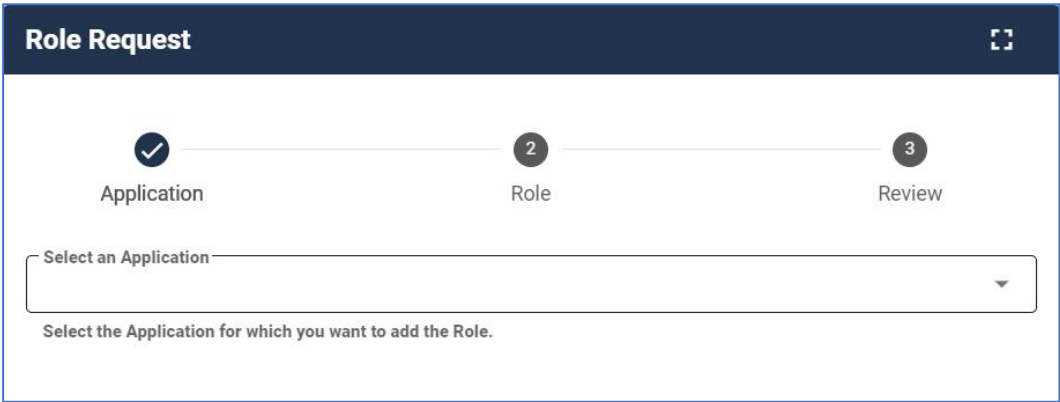 Role Request
2
3
Application
Role
Review
Select an Application
Select the Application for which you want to add the Role.